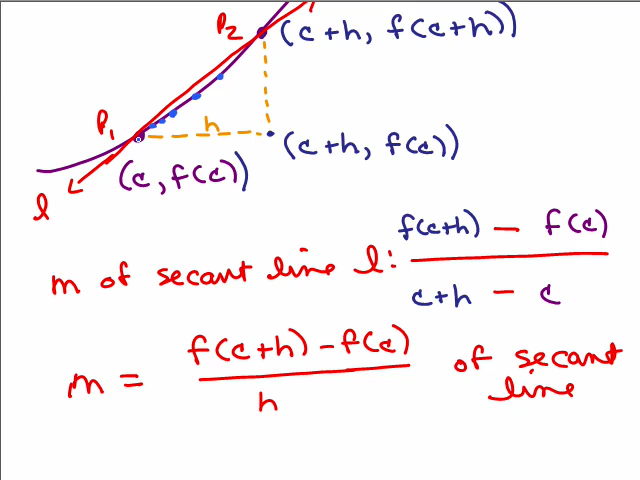 P2 (c+h, f(c+h))
P1 h (c+h, f(c))
(c, f(c))
l
m of secant line l: f(c+h) − f(c)
c+h − c
m = f(c+h) − f(c) of secant
h line